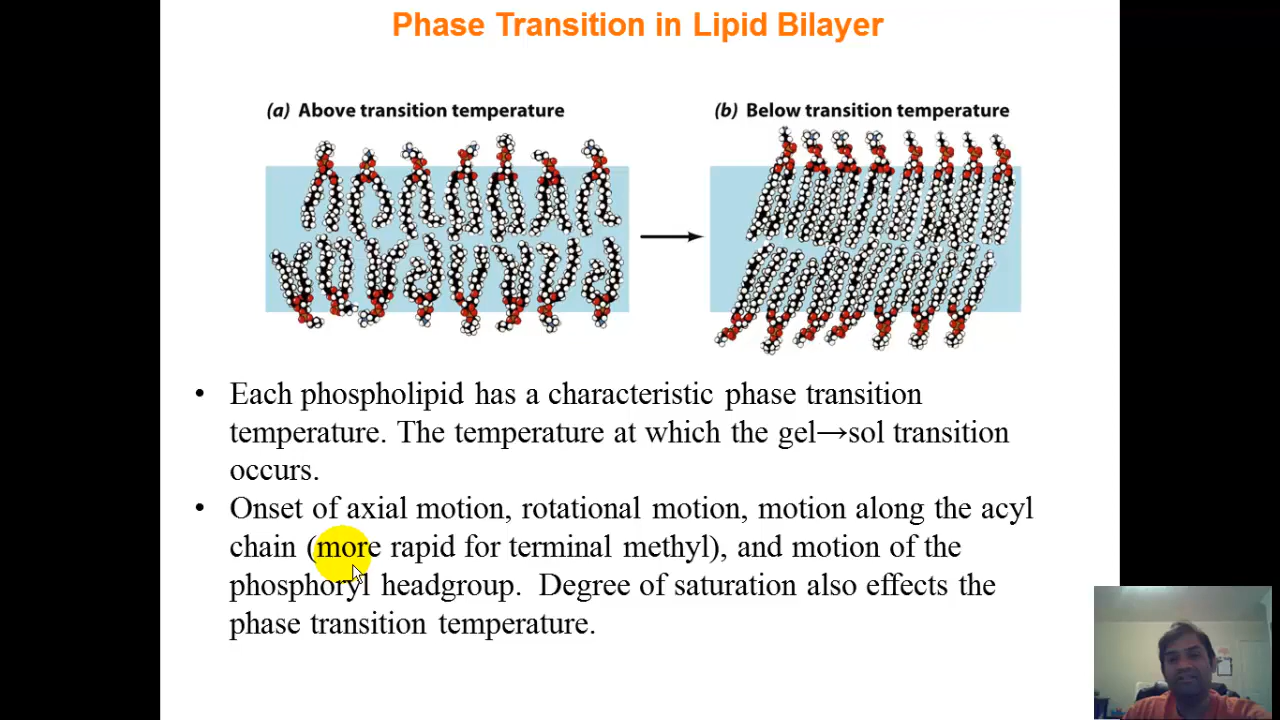 Phase Transition in Lipid Bilayer
(a) Above transition temperature
(b) Below transition temperature
• Each phospholipid has a characteristic phase transition
temperature. The temperature at which the gel→sol transition
occurs.
• Onset of axial motion, rotational motion, motion along the acyl
chain (more rapid for terminal methyl), and motion of the
phosphoryl headgroup. Degree of saturation also effects the
phase transition temperature.